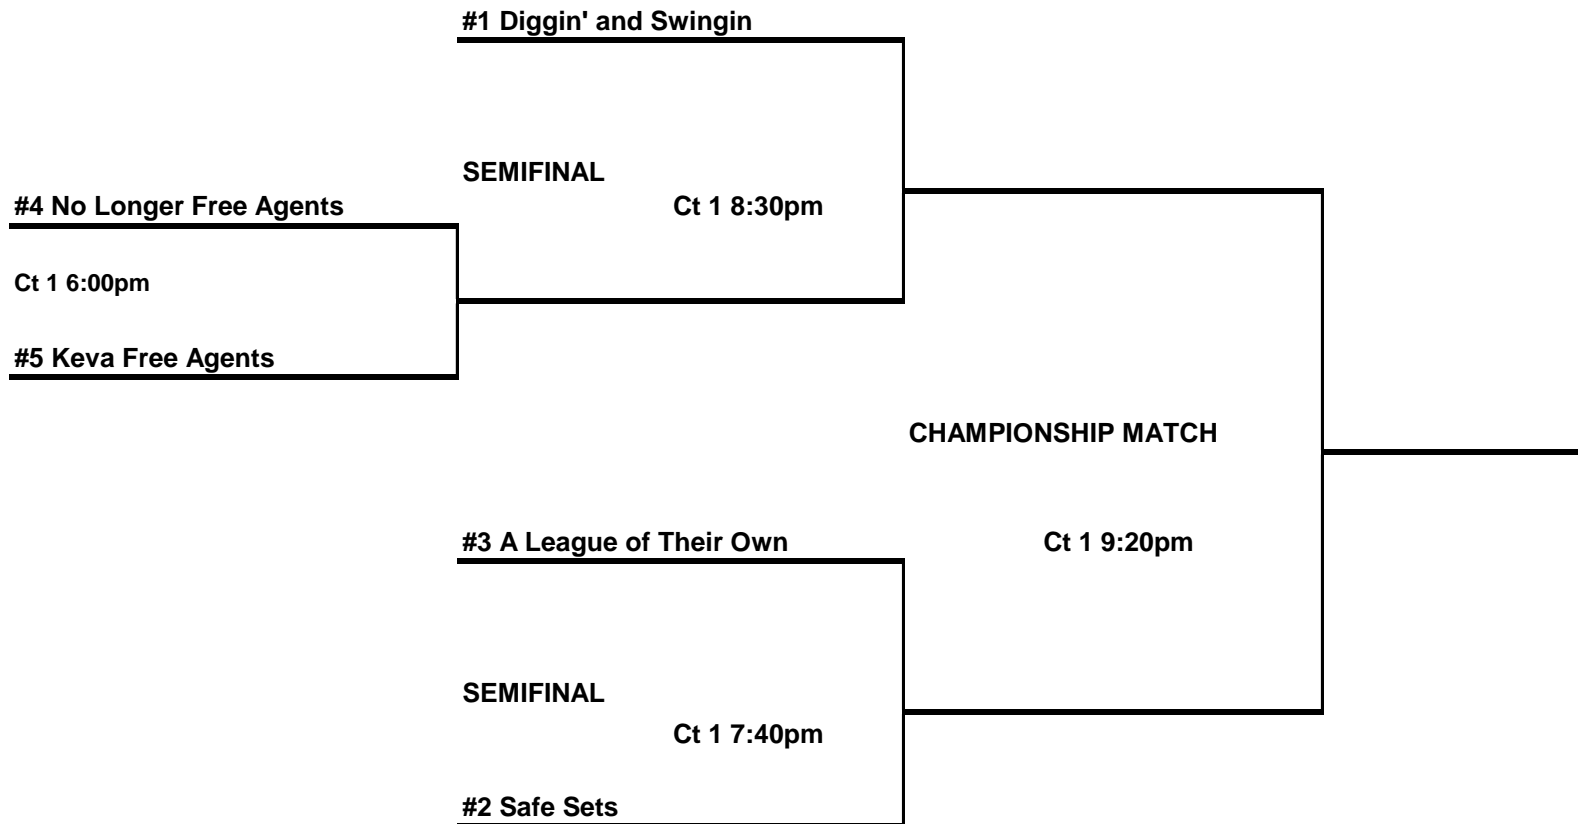 #1 Diggin' and Swingin
SEMIFINAL
#4 No Longer Free Agents
Ct 1 8:30pm
Ct 1 6:00pm
#5 Keva Free Agents
CHAMPIONSHIP MATCH
#3 A League of Their Own
Ct 1 9:20pm
SEMIFINAL
Ct 1 7:40pm
#2 Safe Sets